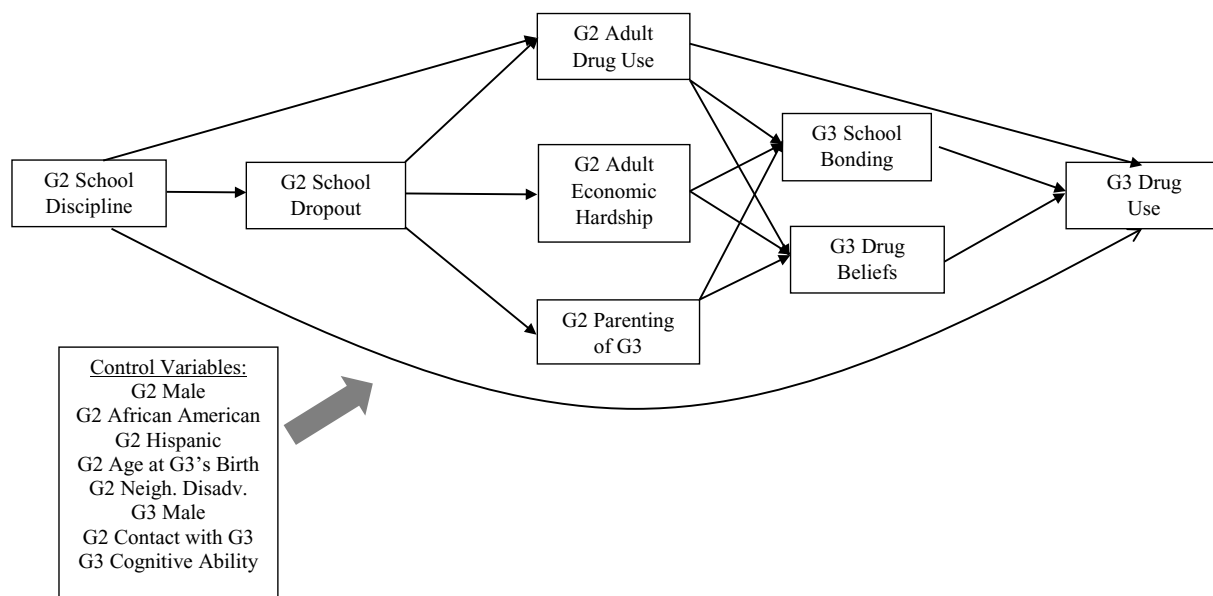 G2 Adult
Drug Use
G3 School
Bonding
G2 School
Discipline
G2 School
Dropout
G2 Adult
Economic
Hardship
G3 Drug
Use
G3 Drug
Beliefs
G2 Parenting
of G3
Control Variables:
G2 Male
G2 African American
G2 Hispanic
G2 Age at G3’s Birth
G2 Neigh. Disadv.
G3 Male
G2 Contact with G3
G3 Cognitive Ability